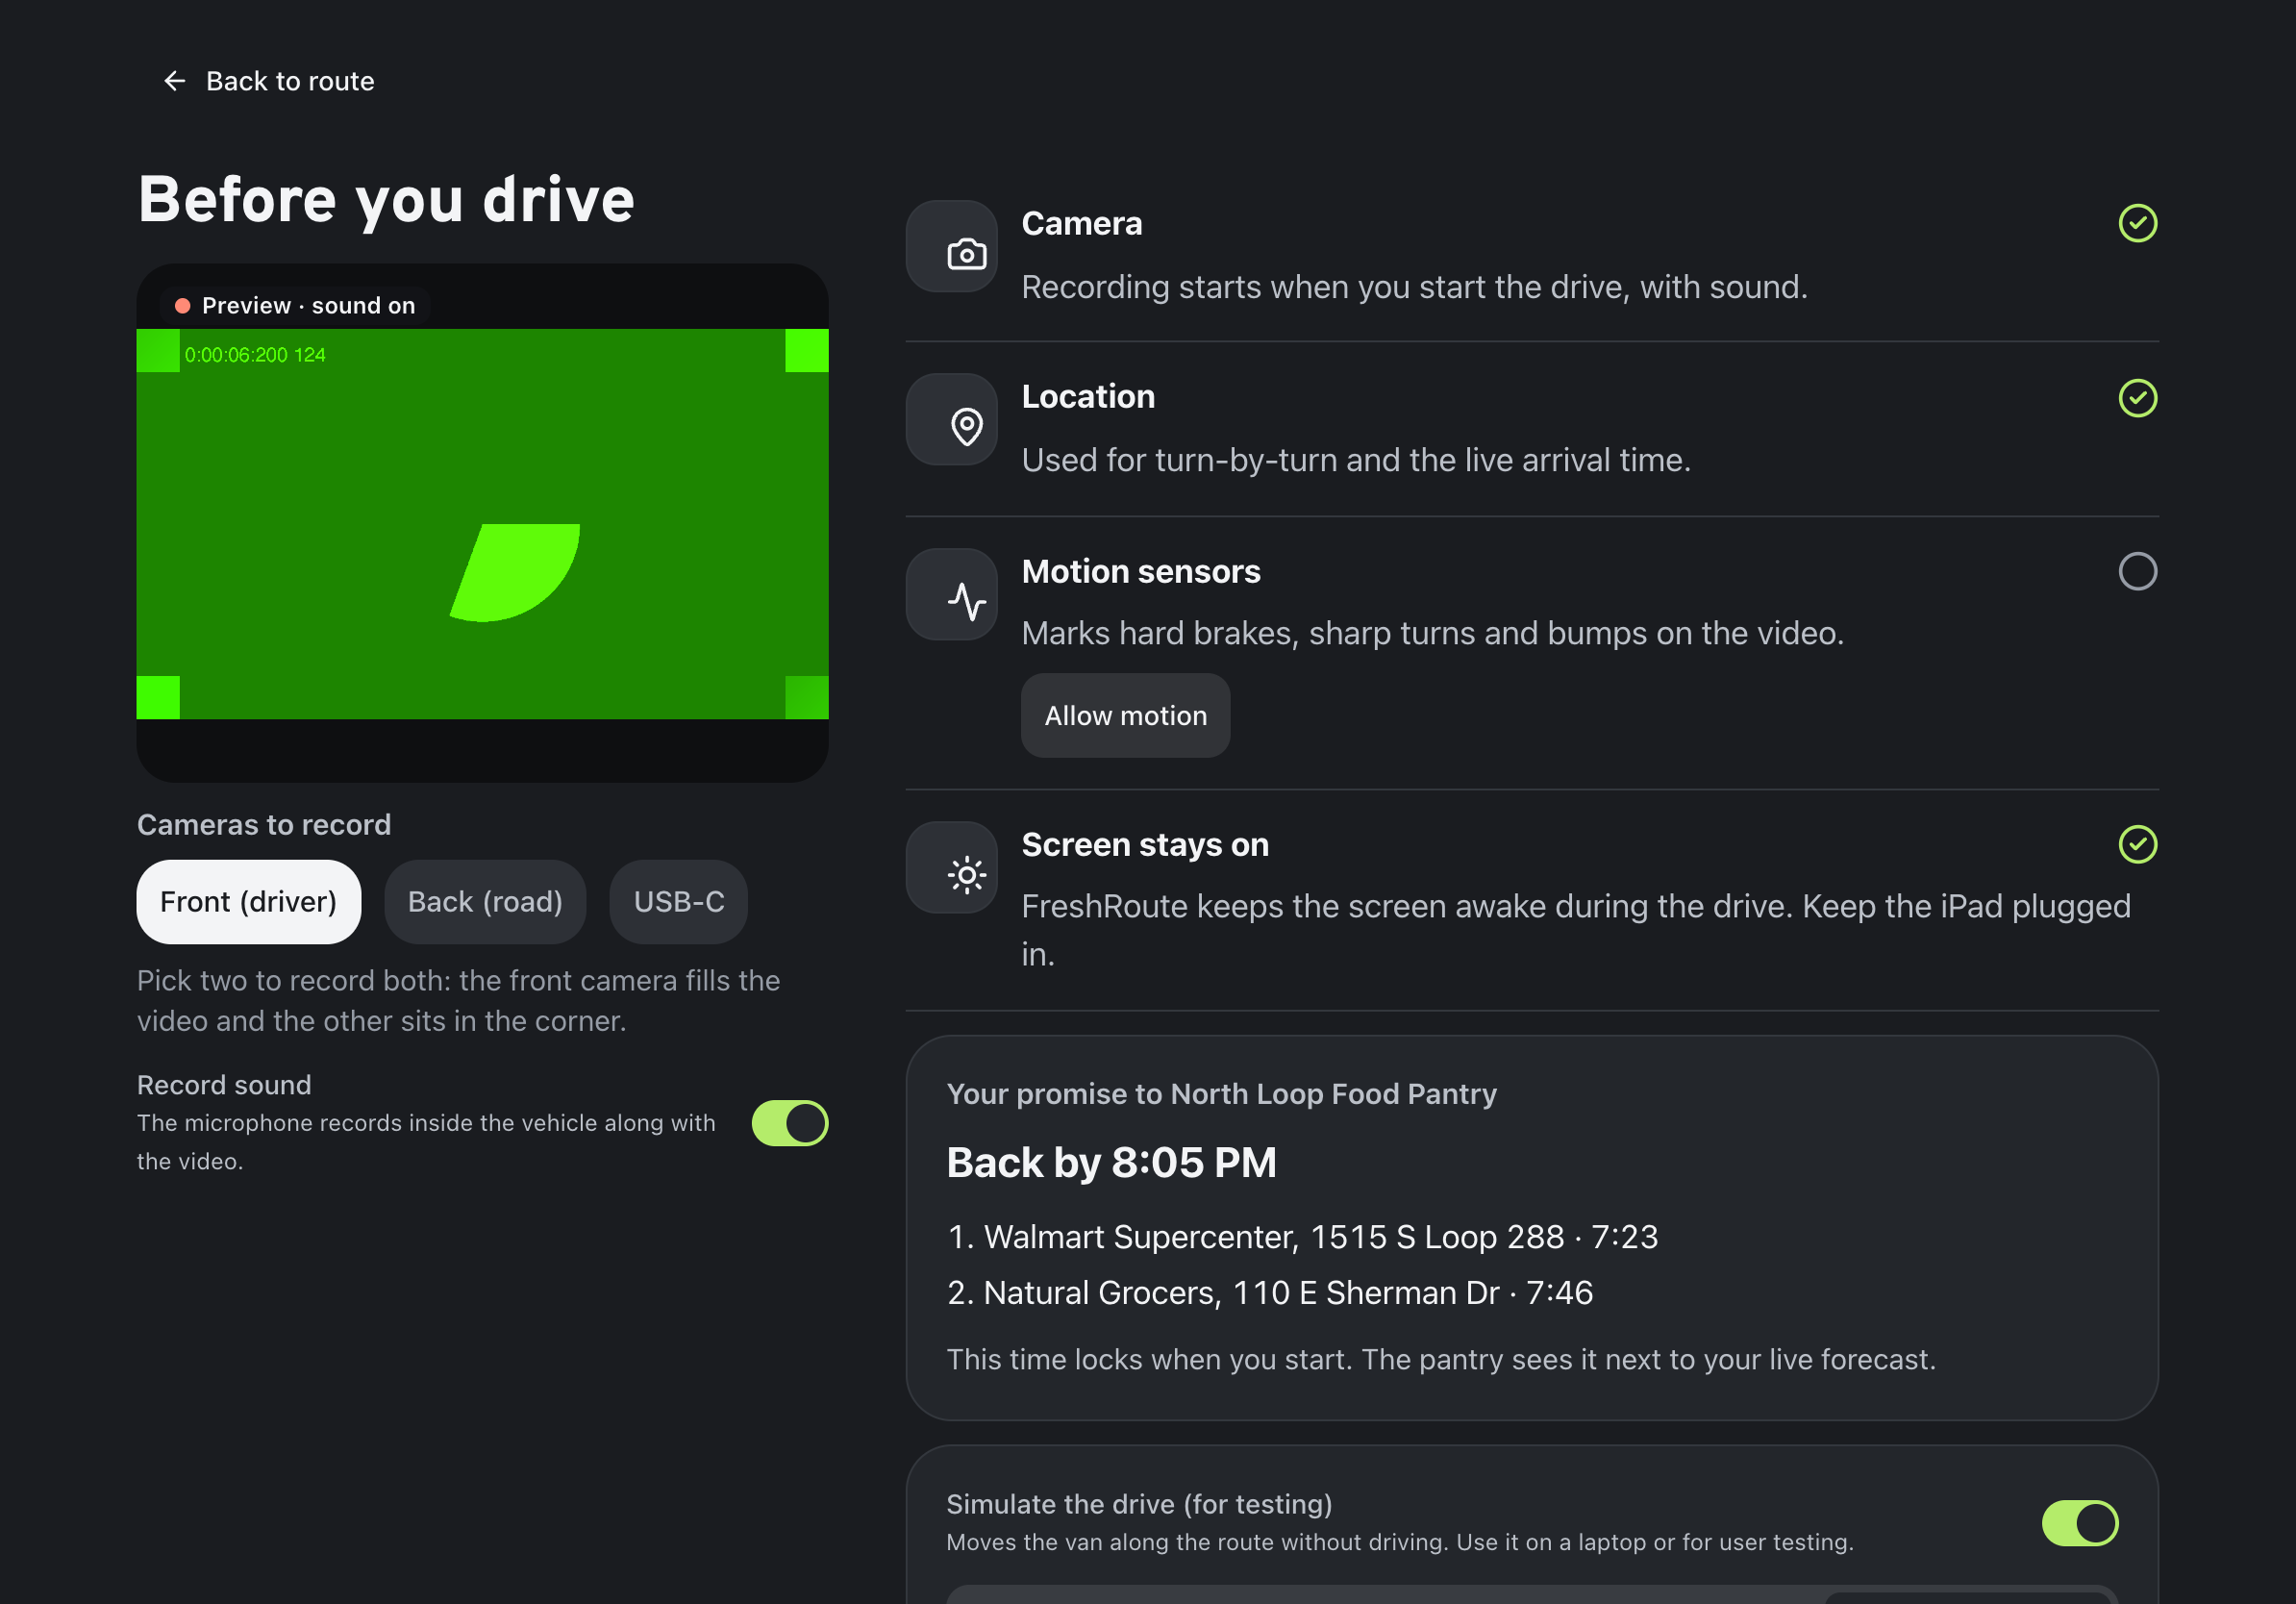 Back to route
Before you drive
Preview · sound on
0:00:06:200 124
Cameras to record
Front (driver)
Back (road)
USB-C
Pick two to record both: the front camera fills the
video and the other sits in the corner.
Record sound
The microphone records inside the vehicle along with
the video.
Camera
Recording starts when you start the drive, with sound.
Location
Used for turn-by-turn and the live arrival time.
Motion sensors
Marks hard brakes, sharp turns and bumps on the video.
Allow motion
Screen stays on
FreshRoute keeps the screen awake during the drive. Keep the iPad plugged
in.
Your promise to North Loop Food Pantry
Back by 8:05 PM
1. Walmart Supercenter, 1515 S Loop 288 · 7:23
2. Natural Grocers, 110 E Sherman Dr · 7:46
This time locks when you start. The pantry sees it next to your live forecast.
Simulate the drive (for testing)
Moves the van along the route without driving. Use it on a laptop or for user testing.